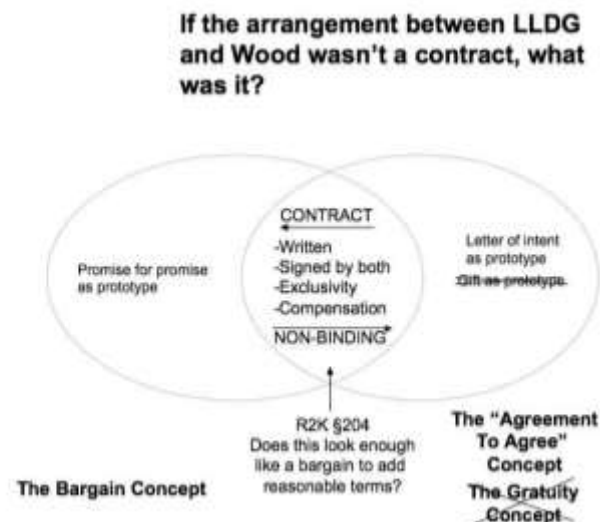 If the arrangement between LLDG
and Wood wasn't a contract, what
was it?
CONTRACT
-Written
-Signed by both
-Exclusivity
-Compensation
NON-BINDING
Promise for promise
as prototype
Letter of intent
as prototype
Gift as prototype
R2K §204
Does this look enough
like a bargain to add
reasonable terms?
The Bargain Concept
The "Agreement
To Agree"
Concept
The Gratuity
Concept